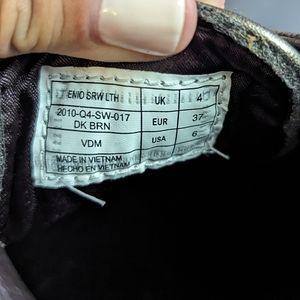 ENIO SRW LTH UK 4
2010-Q4-SW-017 EUR 37
DK BRN
VDM USA 6
MADE IN VIETNAM
HECHO EN VIETNAM